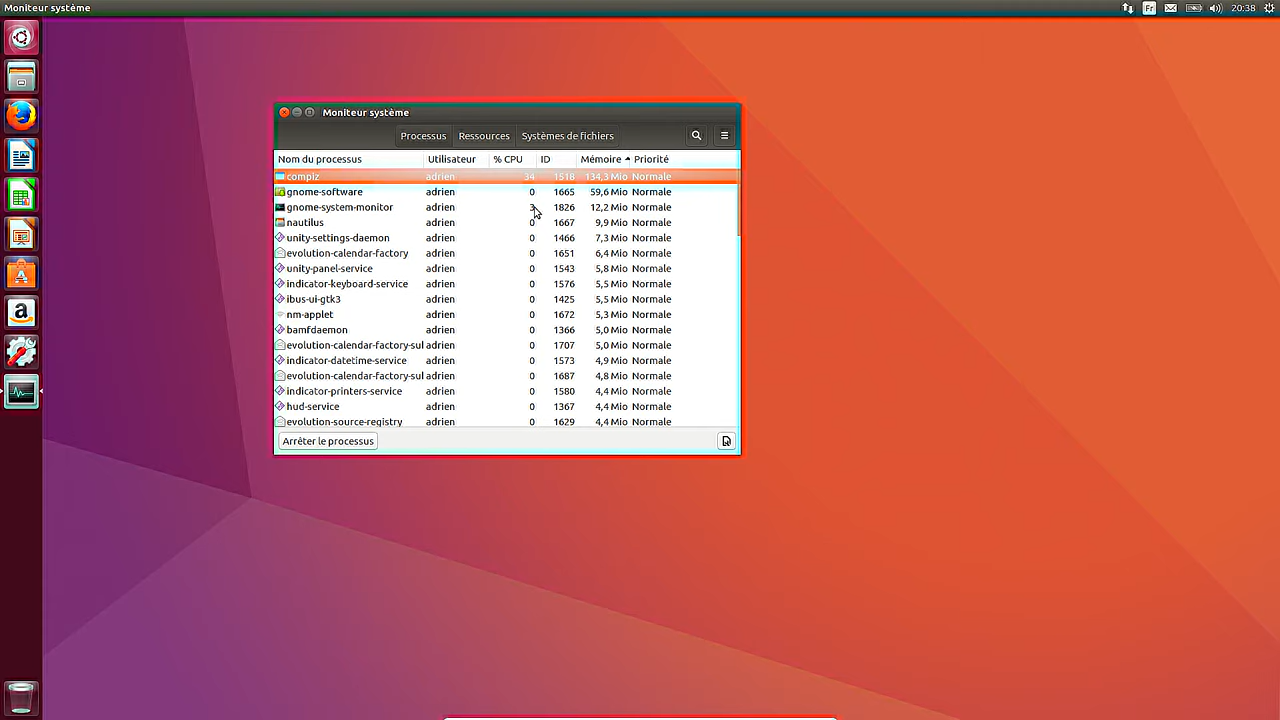 Moniteur système Fr 20:38
Moniteur système
Processus Ressources Systèmes de fichiers
Nom du processus Utilisateur % CPU ID Mémoire Priorité
compiz adrien 34 1518 134,3 Mio Normale
gnome-software adrien 0 1665 59,6 Mio Normale
gnome-system-monitor adrien 3 1826 12,2 Mio Normale
nautilus adrien 0 1667 9,9 Mio Normale
unity-settings-daemon adrien 0 1466 7,3 Mio Normale
evolution-calendar-factory adrien 0 1651 6,4 Mio Normale
unity-panel-service adrien 0 1543 5,8 Mio Normale
indicator-keyboard-service adrien 0 1576 5,5 Mio Normale
ibus-ui-gtk3 adrien 0 1425 5,5 Mio Normale
nm-applet adrien 0 1672 5,3 Mio Normale
bamfdaemon adrien 0 1366 5,0 Mio Normale
evolution-calendar-factory-sul adrien 0 1707 5,0 Mio Normale
indicator-datetime-service adrien 0 1573 4,9 Mio Normale
evolution-calendar-factory-sul adrien 0 1687 4,8 Mio Normale
indicator-printers-service adrien 0 1580 4,4 Mio Normale
hud-service adrien 0 1367 4,4 Mio Normale
evolution-source-registry adrien 0 1629 4,4 Mio Normale
Arrêter le processus